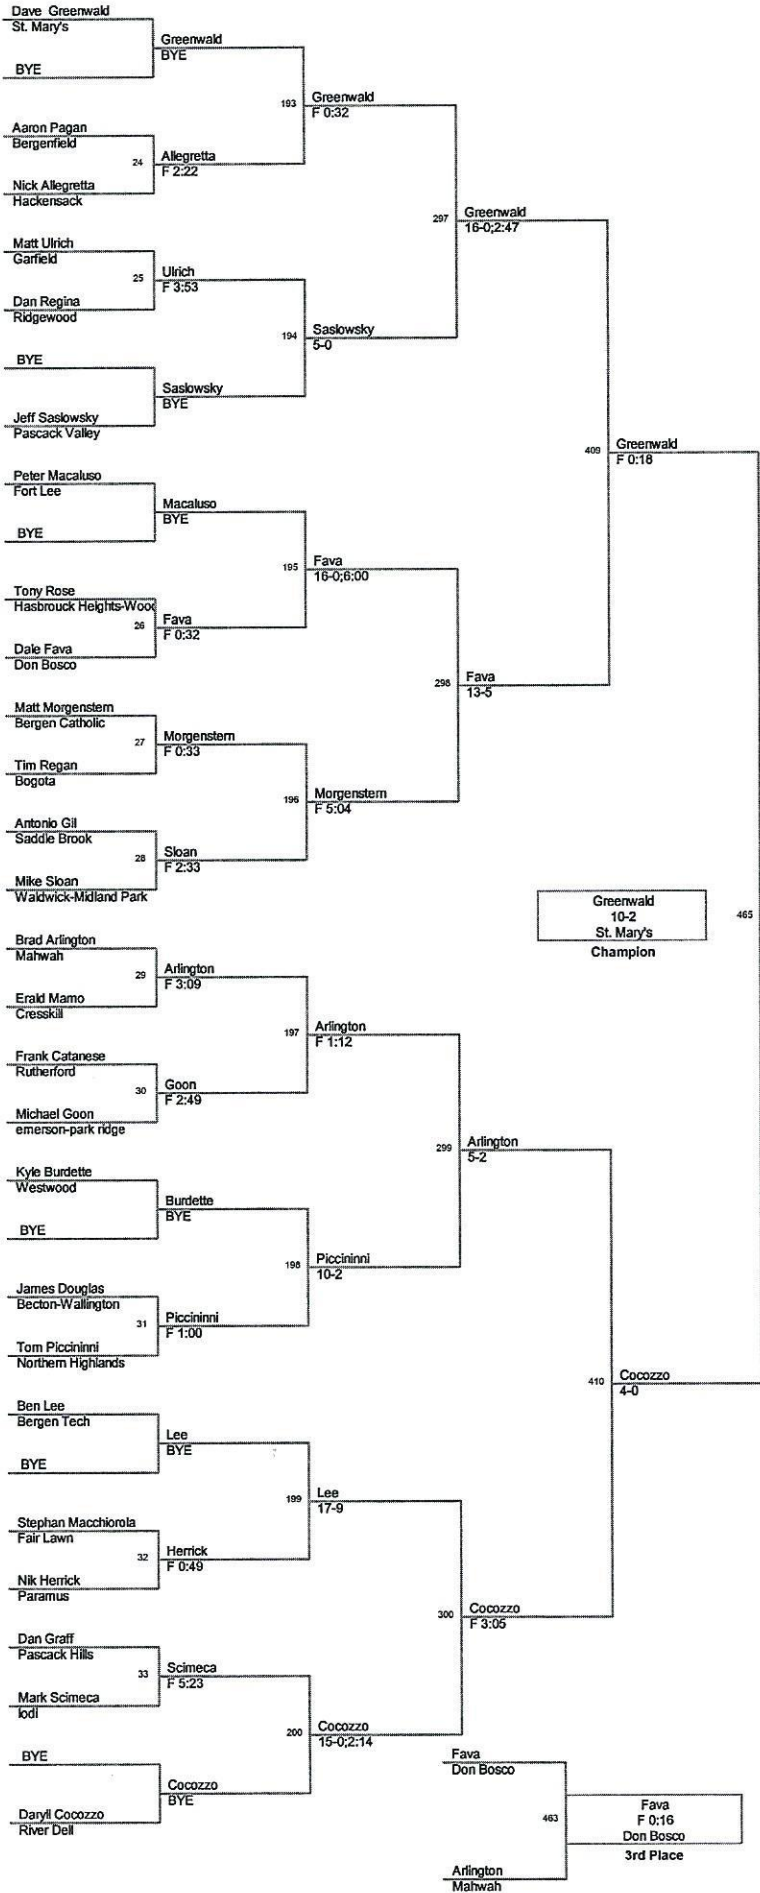 Dave Greenwald
St. Mary's
Greenwald
BYE
BYE
193
Greenwald
F 0:32
Aaron Pagan
Bergenfield
24
Allegretta
F 2:22
Nick Allegretta
Hackensack
297
Greenwald
16-0;2:47
Matt Ulrich
Garfield
25
Ulrich
F 3:53
Dan Regina
Ridgewood
194
Saslowsky
5-0
BYE
Saslowsky
BYE
Jeff Saslowsky
Pascack Valley
409
Greenwald
F 0:18
Peter Macaluso
Fort Lee
Macaluso
BYE
BYE
195
Fava
16-0;6:00
Tony Rose
Hasbrouck Heights-Wood
26
Fava
F 0:32
Dale Fava
Don Bosco
298
Fava
13-5
Matt Morgenstern
Bergen Catholic
27
Morgenstern
F 0:33
Tim Regan
Bogota
196
Morgenstern
F 5:04
Antonio Gil
Saddle Brook
28
Sloan
F 2:33
Mike Sloan
Waldwick-Midland Park
Greenwald
10-2
St. Mary's
Champion
465
Brad Arlington
Mahwah
29
Arlington
F 3:09
Erald Mamo
Cresskill
197
Arlington
F 1:12
Frank Catanese
Rutherford
30
Goon
F 2:49
Michael Goon
emerson-park ridge
299
Arlington
5-2
Kyle Burdette
Westwood
Burdette
BYE
BYE
198
Piccininni
10-2
James Douglas
Becton-Wallington
31
Piccininni
F 1:00
Tom Piccininni
Northern Highlands
410
Cocozzo
4-0
Ben Lee
Bergen Tech
Lee
BYE
BYE
199
Lee
17-9
Stephan Macchiorola
Fair Lawn
32
Herrick
F 0:49
Nik Herrick
Paramus
300
Cocozzo
F 3:05
Dan Graff
Pascack Hills
33
Scimeca
F 5:23
Mark Scimeca
lodi
200
Cocozzo
15-0;2:14
BYE
Cocozzo
BYE
Daryll Cocozzo
River Dell
Fava
Don Bosco
463
Fava
F 0:16
Don Bosco
3rd Place
Arlington
Mahwah